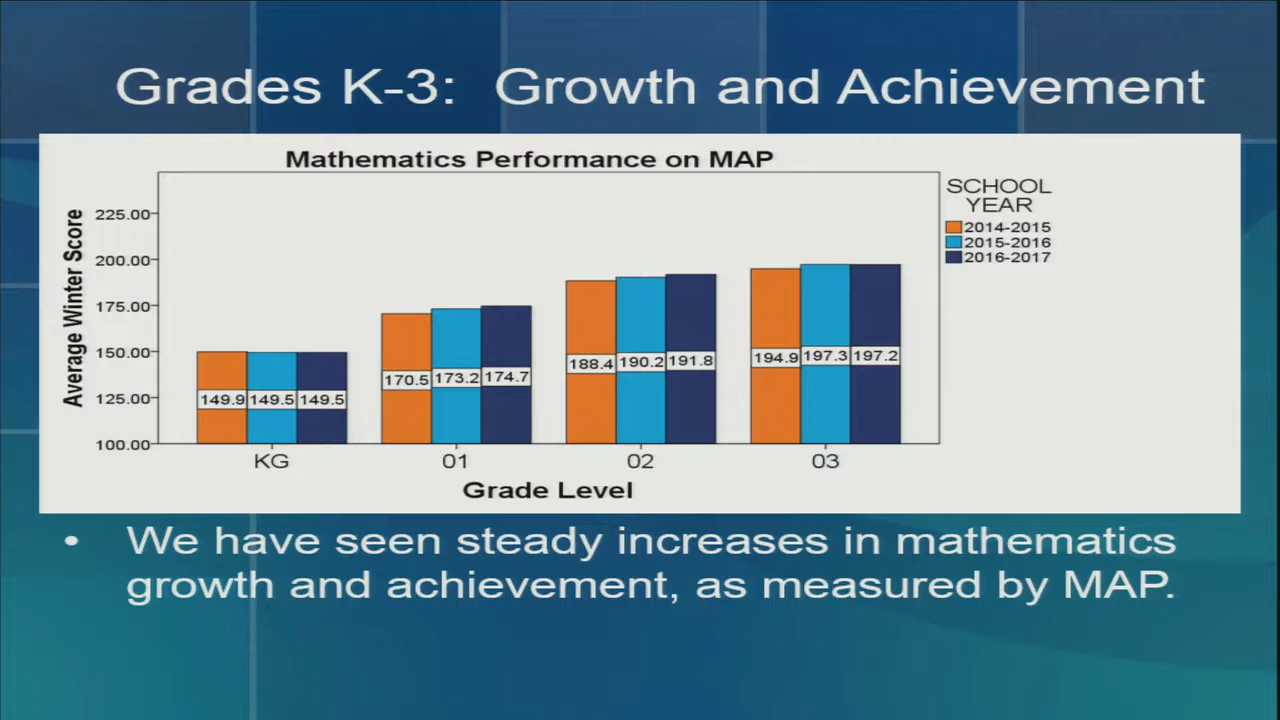 Grades K-3: Growth and Achievement
Mathematics Performance on MAP
SCHOOL
YEAR
2014-2015
2015-2016
2016-2017
Average Winter Score
225.00
200.00
175.00
150.00
125.00
100.00
149.9 149.5 149.5
170.5 173.2 174.7
188.4 190.2 191.8
194.9 197.3 197.2
KG 01 02 03
Grade Level
• We have seen steady increases in mathematics
growth and achievement, as measured by MAP.